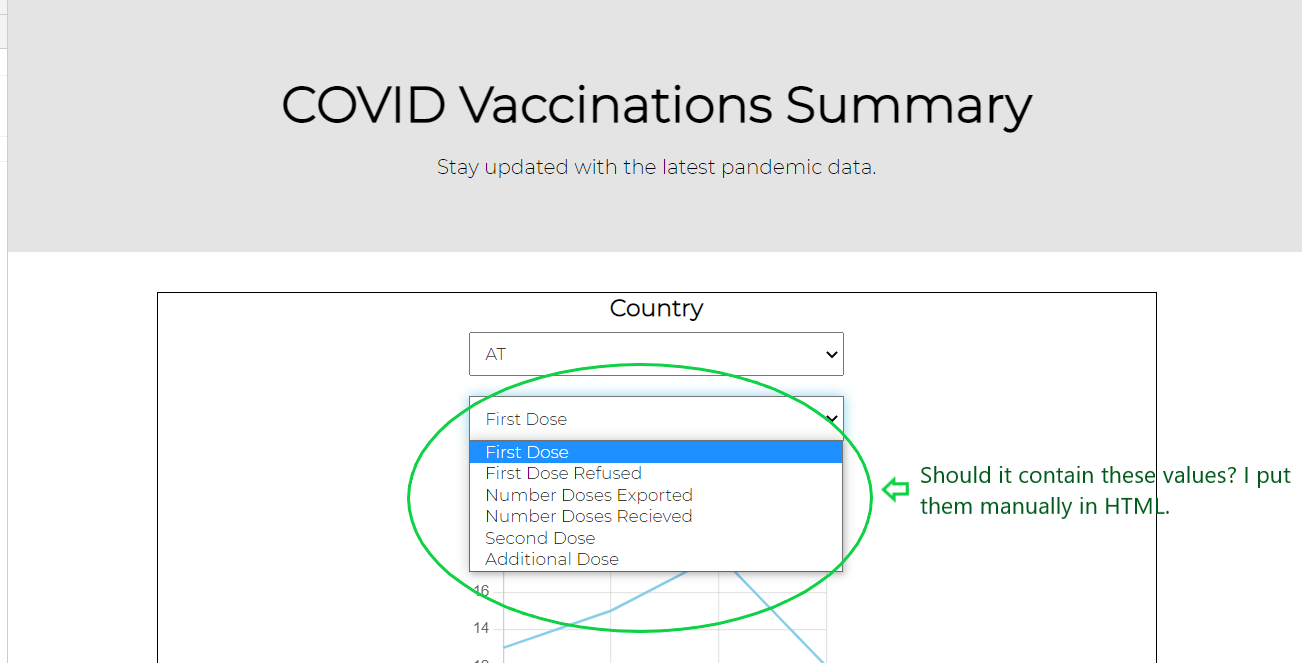 COVID Vaccinations Summary
Stay updated with the latest pandemic data.
Country
AT
First Dose
First Dose
First Dose Refused
Number Doses Exported
Number Doses Recieved
Second Dose
Additional Dose
Should it contain these values? I put
them manually in HTML.
16
14